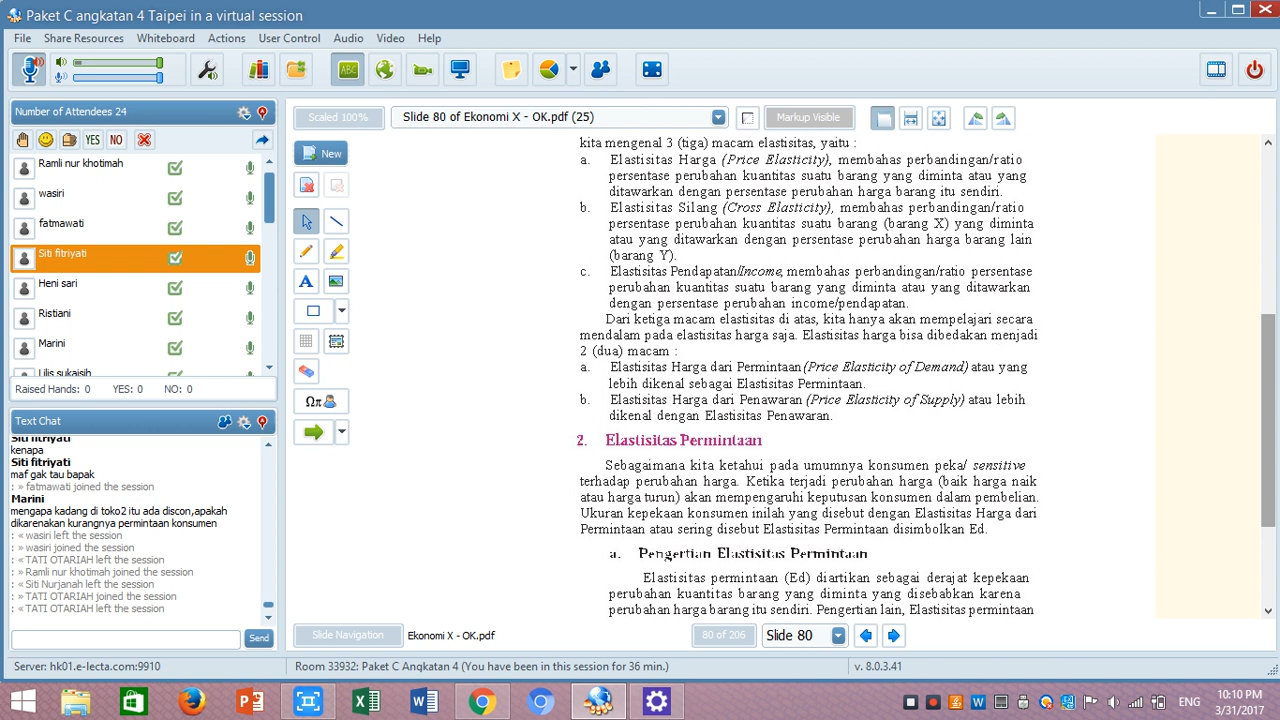 Paket C angkatan 4 Taipei in a virtual session
File Share Resources Whiteboard Actions User Control Audio Video Help
Number of Attendees 24
YES NO
Ramli nur khotimah
wasiri
fatmawati
Siti fitriyati
Heni sari
Ristiani
Marini
Lilis sukaisih
Raised Hands: 0 YES: 0 NO: 0
Text Chat
Siti fitriyati
kenapa
Siti fitriyati
maf gak tau bapak
: » fatmawati joined the session
Marini
mengapa kadang di toko2 itu ada discon,apakah
dikarenakan kurangnya permintaan konsumen
: « wasiri left the session
: » wasiri joined the session
: « TATI OTARIAH left the session
: » Ramli nur khotimah joined the session
: « Siti Nurjanah left the session
: » TATI OTARIAH joined the session
: « TATI OTARIAH left the session
Send
Scaled 100%
Slide 80 of Ekonomi X - OK.pdf (25)
Markup Visible
New
ABC
A
Ωπ
kita mengenal 3 (tiga) macam elastisitas, yaitu :
a. Elastisitas Harga (Price Elasticity), membahas perbandingan/ratio
persentase perubahan kuantitas suatu barang yang diminta atau yang
ditawarkan dengan persentase perubahan harga barang itu sendiri.
b. Elastisitas Silang (Cross Elasticity), membahas perbandingan/ratio
persentase perubahan kuantitas suatu barang (barang X) yang diminta
atau yang ditawarkan dengan persentase perubahan harga barang lain
(barang Y).
c. Elastisitas Pendapatan/Income, membahas perbandingan/ratio persentase
perubahan kuantitas suatu barang yang diminta atau yang ditawarkan
dengan persentase perubahan income/pendapatan.
Dari ketiga macam elastisitas di atas, kita hanya akan mempelajari secara
mendalam pada elastisitas harga saja. Elastisitas harga bisa dibedakan menjadi
2 (dua) macam :
a. Elastisitas Harga dari Permintaan (Price Elasticity of Demand) atau yang
lebih dikenal sebagai Elastisitas Permintaan.
b. Elastisitas Harga dari Penawaran (Price Elasticity of Supply) atau lebih
dikenal dengan Elastisitas Penawaran.
2. Elastisitas Permintaan
Sebagaimana kita ketahui pada umumnya konsumen peka/ sensitive
terhadap perubahan harga. Ketika terjadi perubahan harga (baik harga naik
atau harga turun) akan mempengaruhi keputusan konsumen dalam pembelian.
Ukuran kepekaan konsumen inilah yang disebut dengan Elastisitas Harga dari
Permintaan atau sering disebut Elastisitas Permintaan disimbolkan Ed.
a. Pengertian Elastisitas Permintaan
Elastisitas permintaan (Ed) diartikan sebagai derajat kepekaan
perubahan kuantitas barang yang diminta yang disebabkan karena
perubahan harga barang itu sendiri. Pengertian lain, Elastisitas permintaan
Slide Navigation Ekonomi X - OK.pdf 80 of 206 Slide 80
Server: hk01.e-lecta.com:9910 Room 33932: Paket C Angkatan 4 (You have been in this session for 36 min.) v. 8.0.3.41
ENG
10:10 PM
3/31/2017